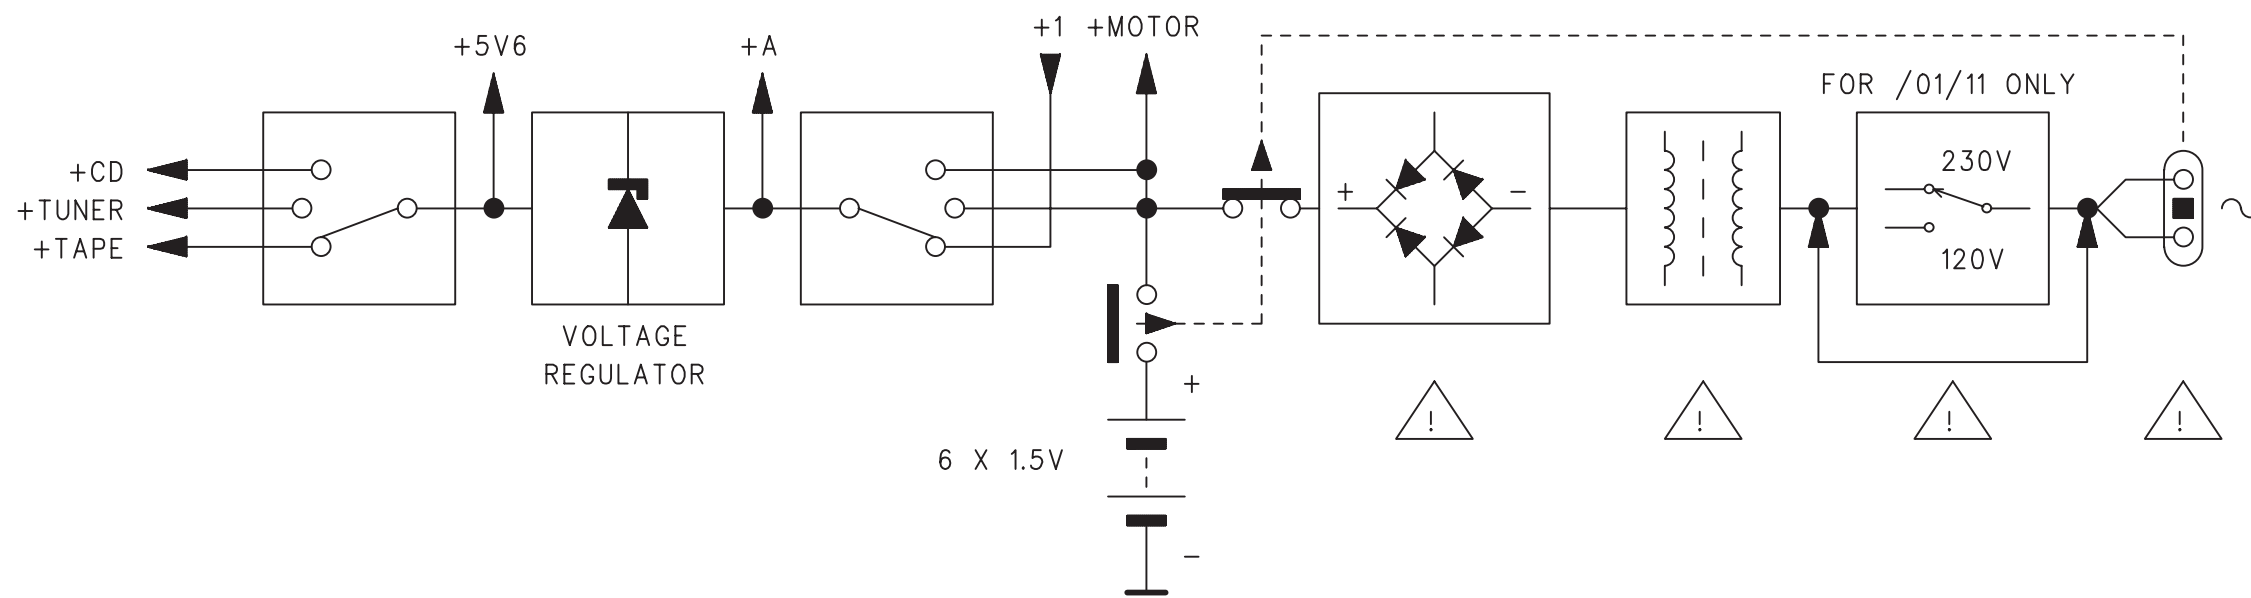 +5V6
+A
+1 +MOTOR
FOR /01/11 ONLY
+CD
+TUNER
+TAPE
+
−
230V
120V
VOLTAGE
REGULATOR
+
6 X 1.5V
−
!
!
!
!